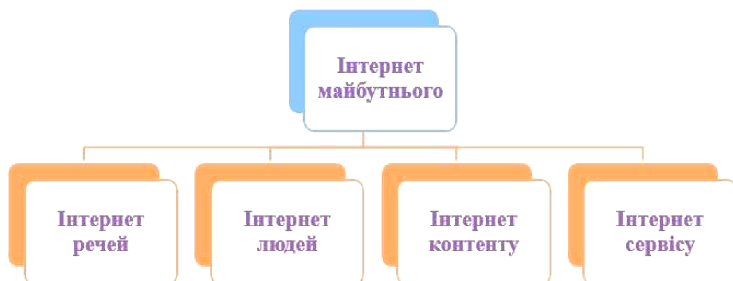 Інтернет
майбутнього
Інтернет
речей
Інтернет
людей
Інтернет
контенту
Інтернет
сервісу